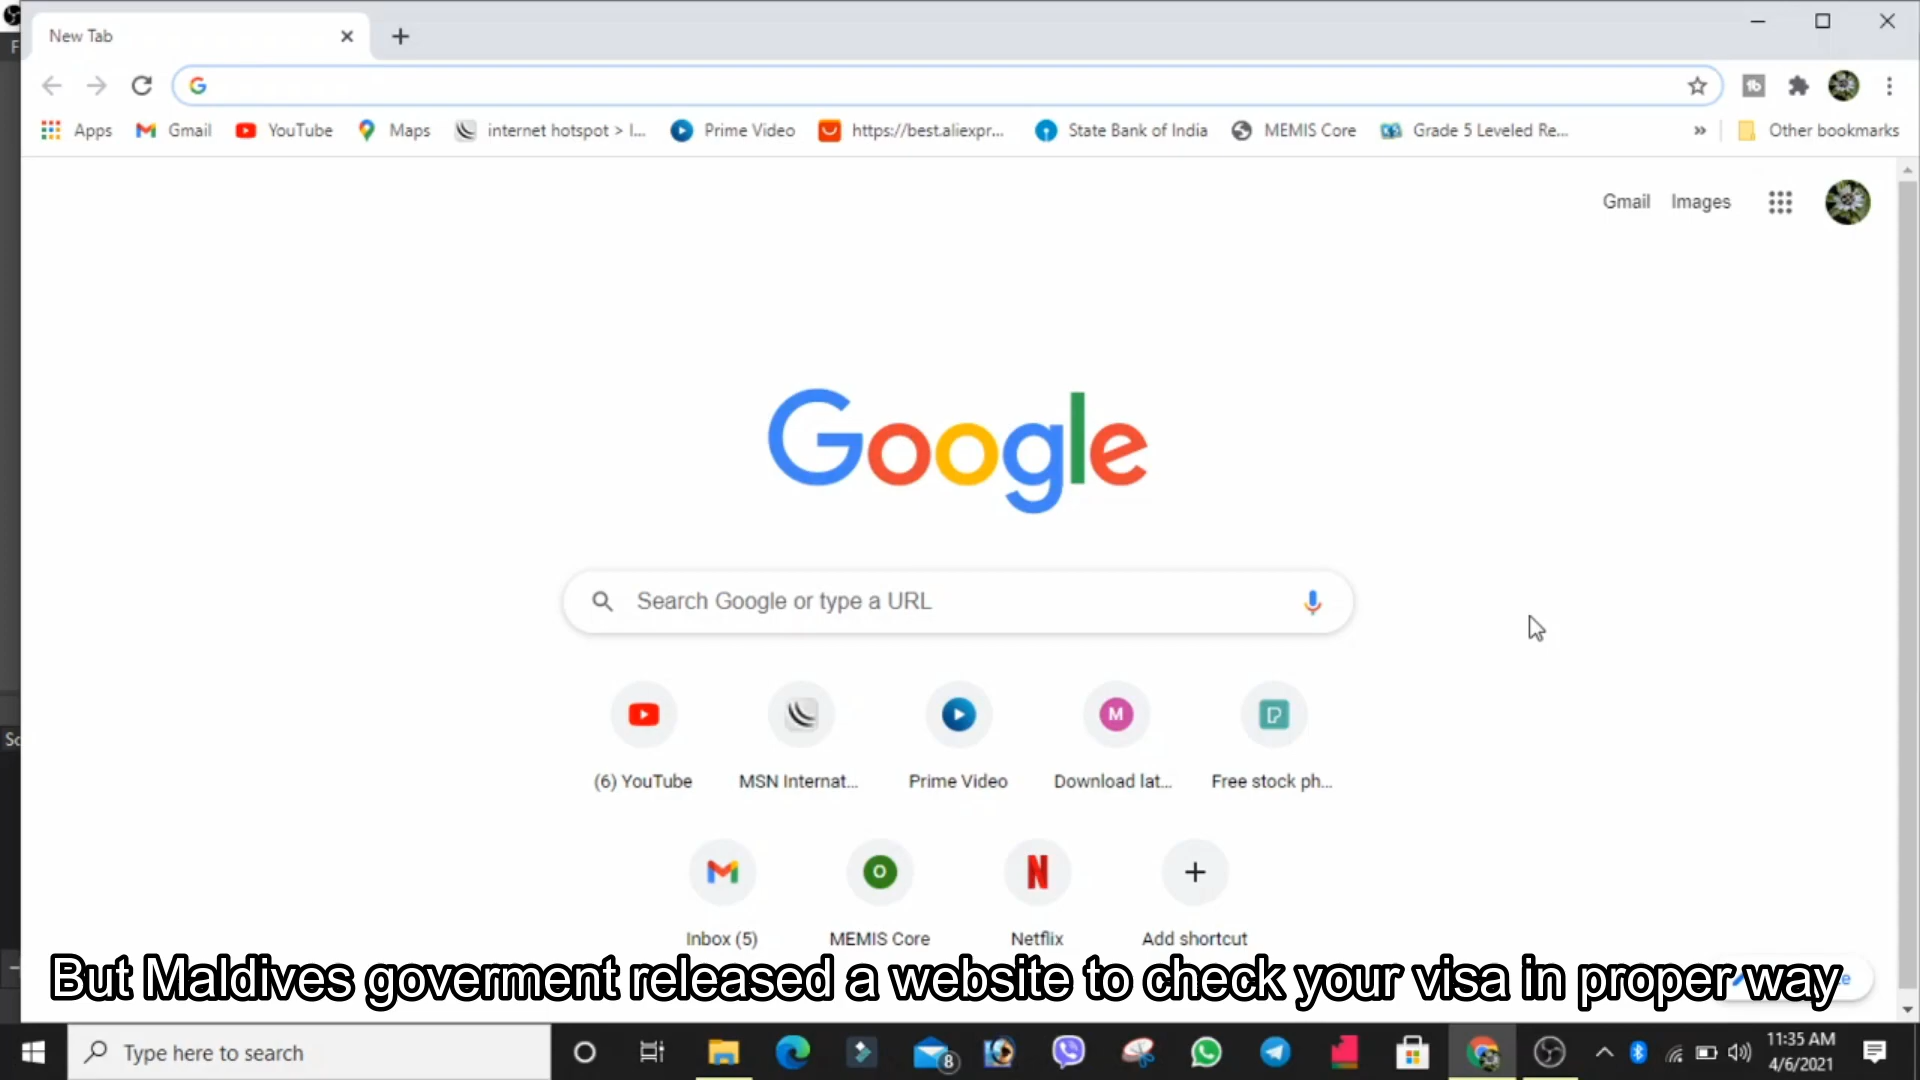 New Tab
Apps Gmail YouTube Maps internet hotspot > I... Prime Video https://best.aliexpr... State Bank of India MEMIS Core Grade 5 Leveled Re... » Other bookmarks
Gmail Images
Google
Search Google or type a URL
(6) YouTube MSN Internat... Prime Video Download lat... Free stock ph...
Inbox (5) MEMIS Core Netflix Add shortcut
But Maldives goverment released a website to check your visa in proper way
Type here to search
8
11:35 AM
4/6/2021